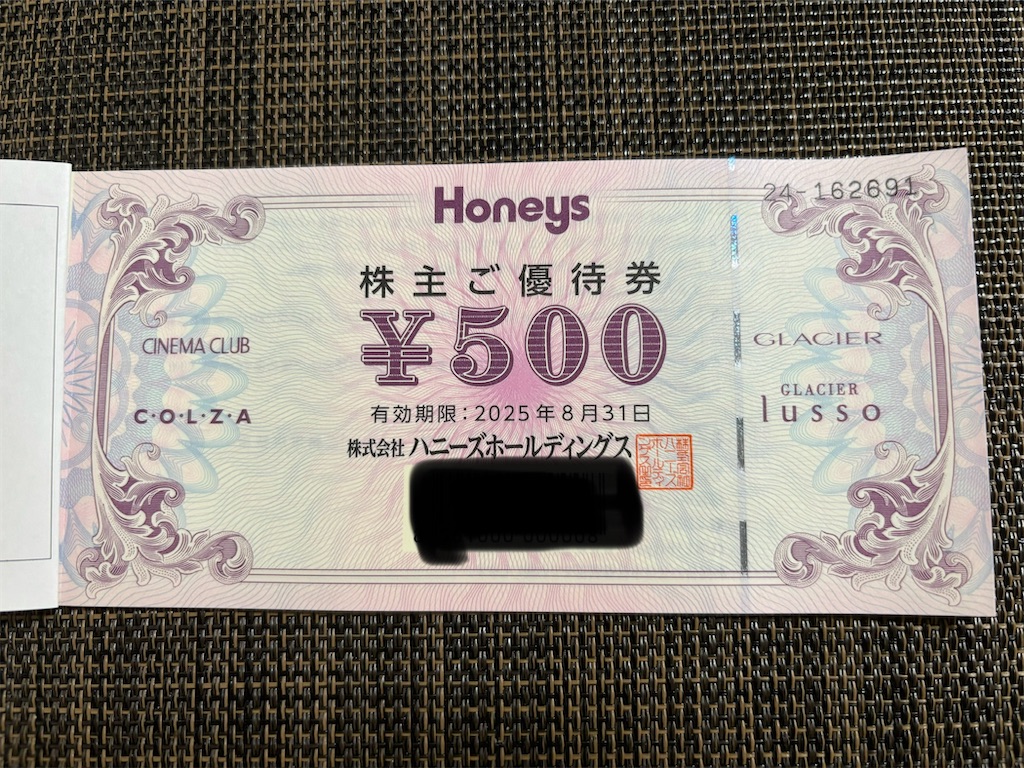 Honeys
24-162691
株主ご優待券
¥500
CINEMA CLUB
C・O・L・Z・A
GLACIER
GLACIER
lusso
有効期限:2025年8月31日
株式会社 ハニーズホールディングス